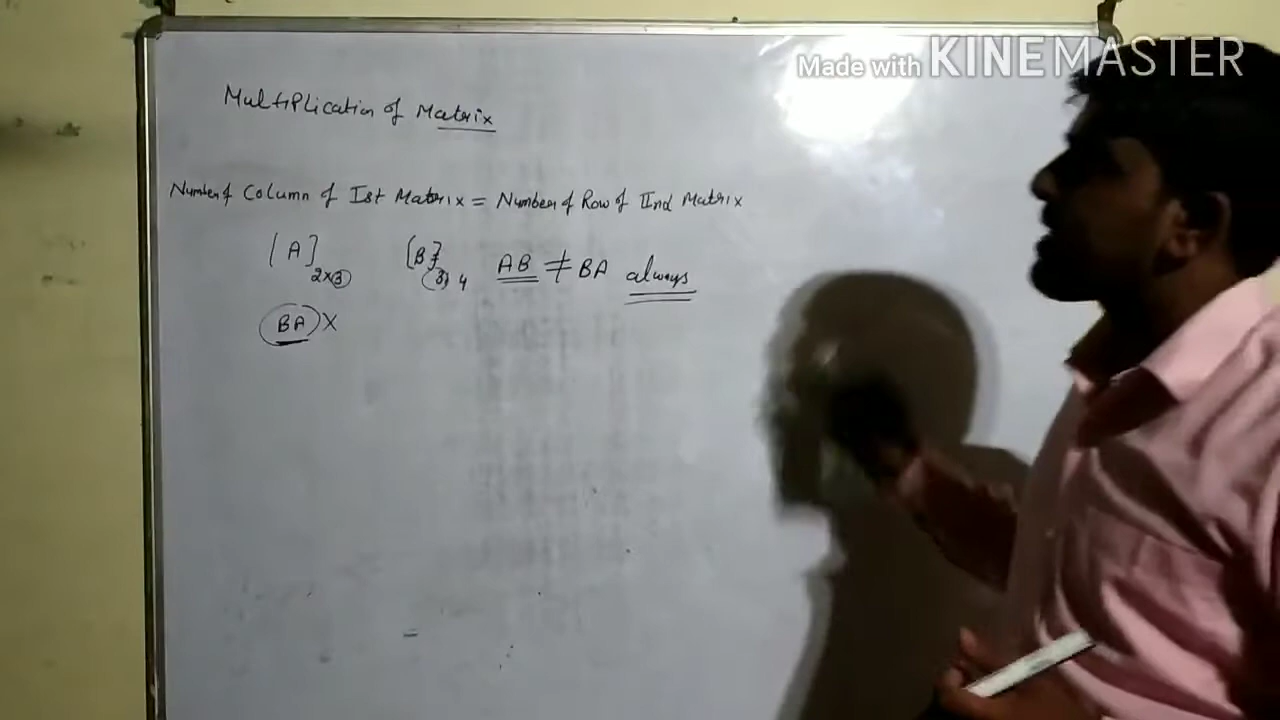 Made with KINEMASTER
Multiplication of Matrix
Number of Column of Ist Matrix = Number of Row of IInd Matrix
[A]2×3 [B]3×4 AB ≠ BA always
BA X